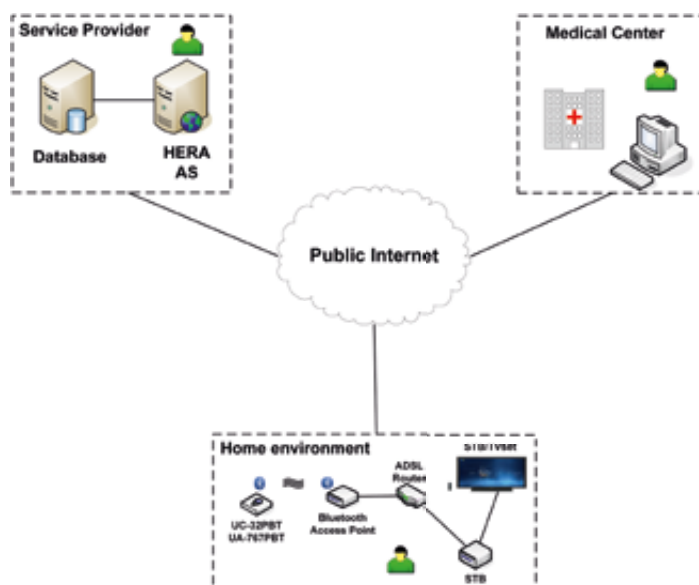 Service Provider
Database
HERA
AS
Medical Center
Public Internet
Home environment
STB/TVset
ADSL
Router
Bluetooth
Access Point
UC-32PBT
UA-767PBT
STB